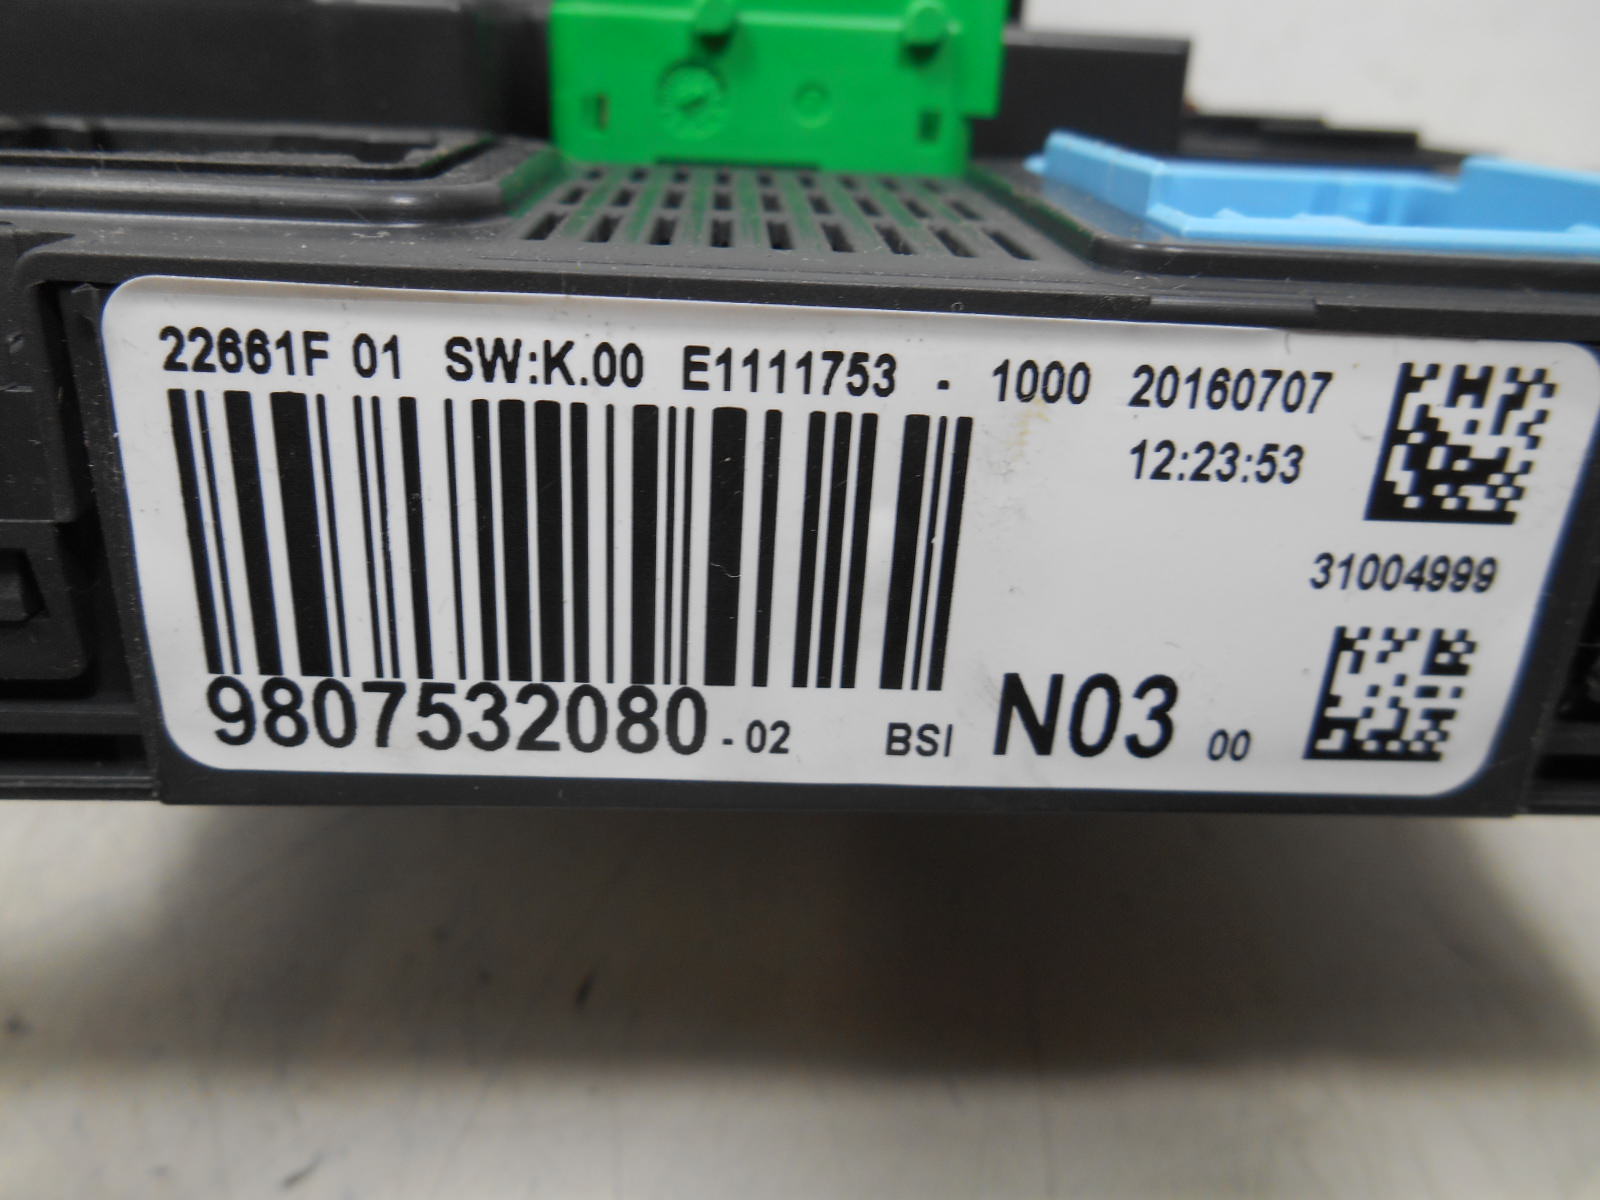 22661F 01 SW:K.00 E1111753 - 1000 20160707
12:23:53
31004999
9807532080 - 02 BSI N03 00